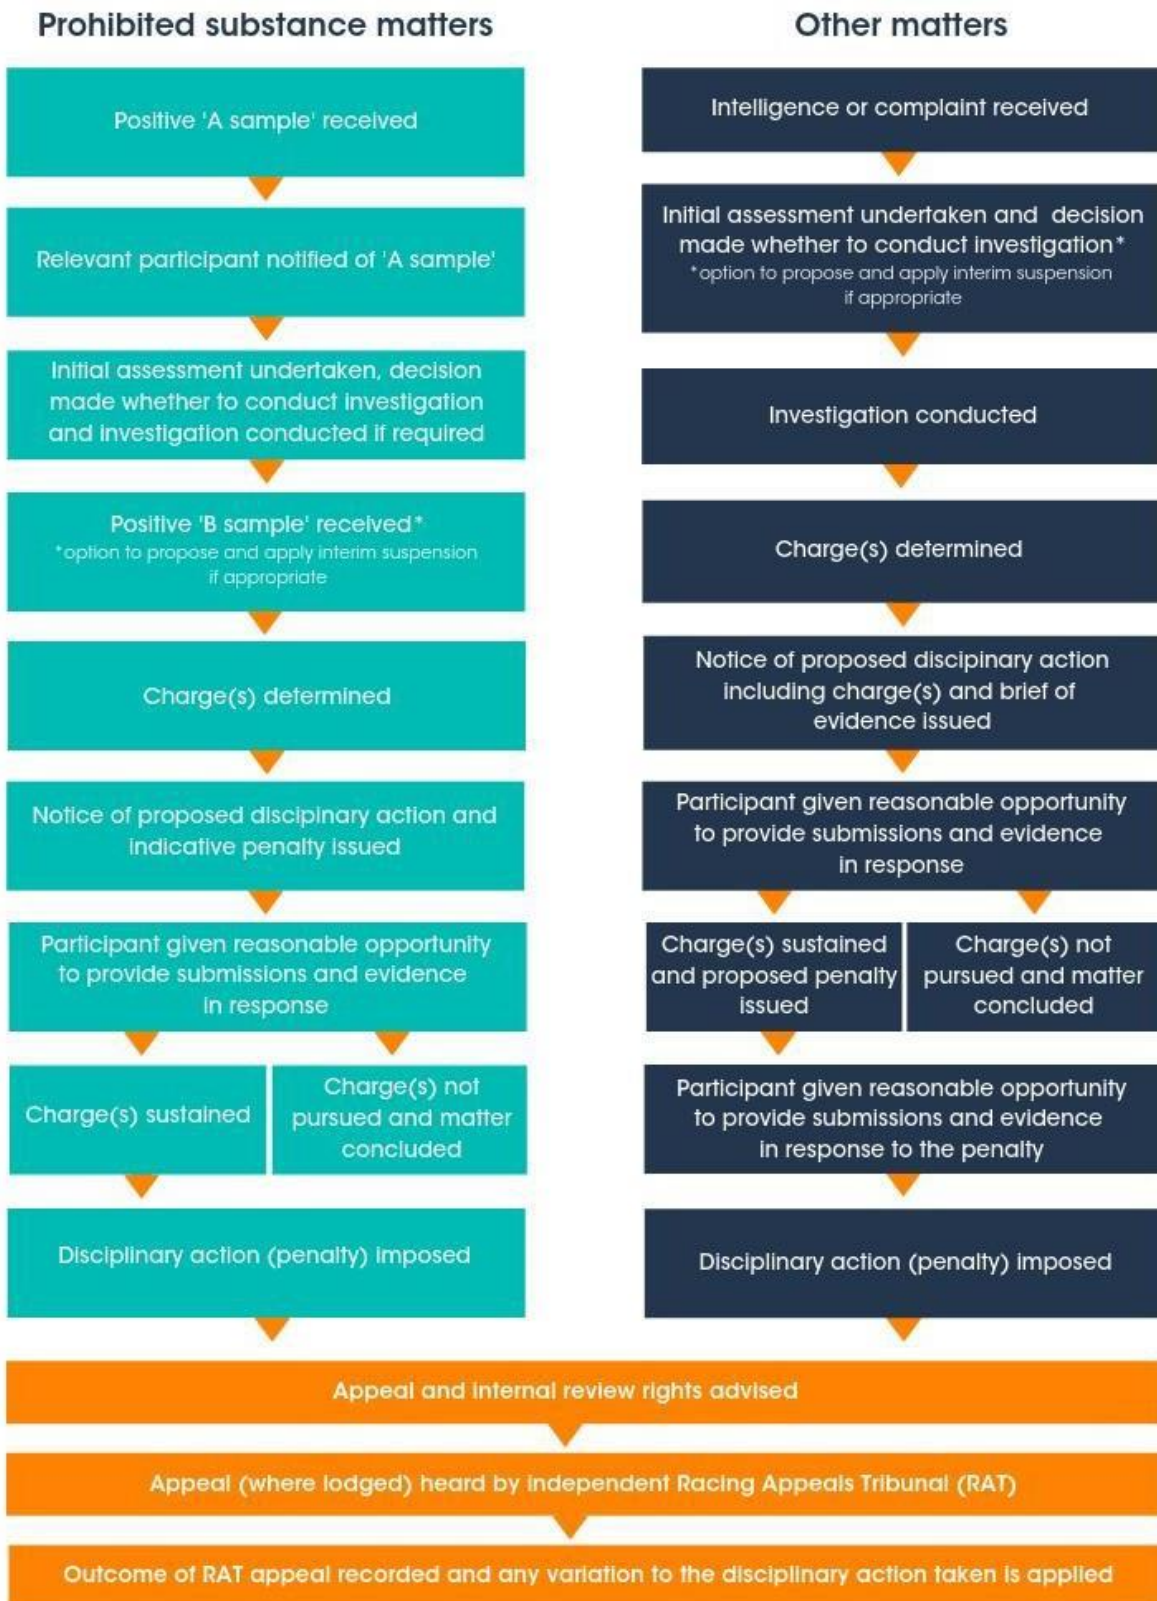 Prohibited substance matters
Positive 'A sample' received
Relevant participant notified of 'A sample'
Initial assessment undertaken, decision
made whether to conduct investigation
and investigation conducted if required
Positive 'B sample' received*
*option to propose and apply interim suspension
if appropriate
Charge(s) determined
Notice of proposed discipinary action and
indicative penalty issued
Participant given reasonable opportunity
to provide submissions and evidence
in response
Charge(s) sustained
Charge(s) not
pursued and matter
concluded
Disciplinary action (penalty) imposed
Other matters
Intelligence or complaint received
Initial assessment undertaken and decision
made whether to conduct investigation*
*option to propose and apply interim suspension
if appropriate
Investigation conducted
Charge(s) determined
Notice of proposed discipinary action
including charge(s) and brief of
evidence issued
Participant given reasonable opportunity
to provide submissions and evidence
in response
Charge(s) sustained
and proposed penalty
issued
Charge(s) not
pursued and matter
concluded
Participant given reasonable opportunity
to provide submissions and evidence
in response to the penalty
Disciplinary action (penalty) imposed
Appeal and internal review rights advised
Appeal (where lodged) heard by independent Racing Appeals Tribunal (RAT)
Outcome of RAT appeal recorded and any variation to the disciplinary action taken is applied